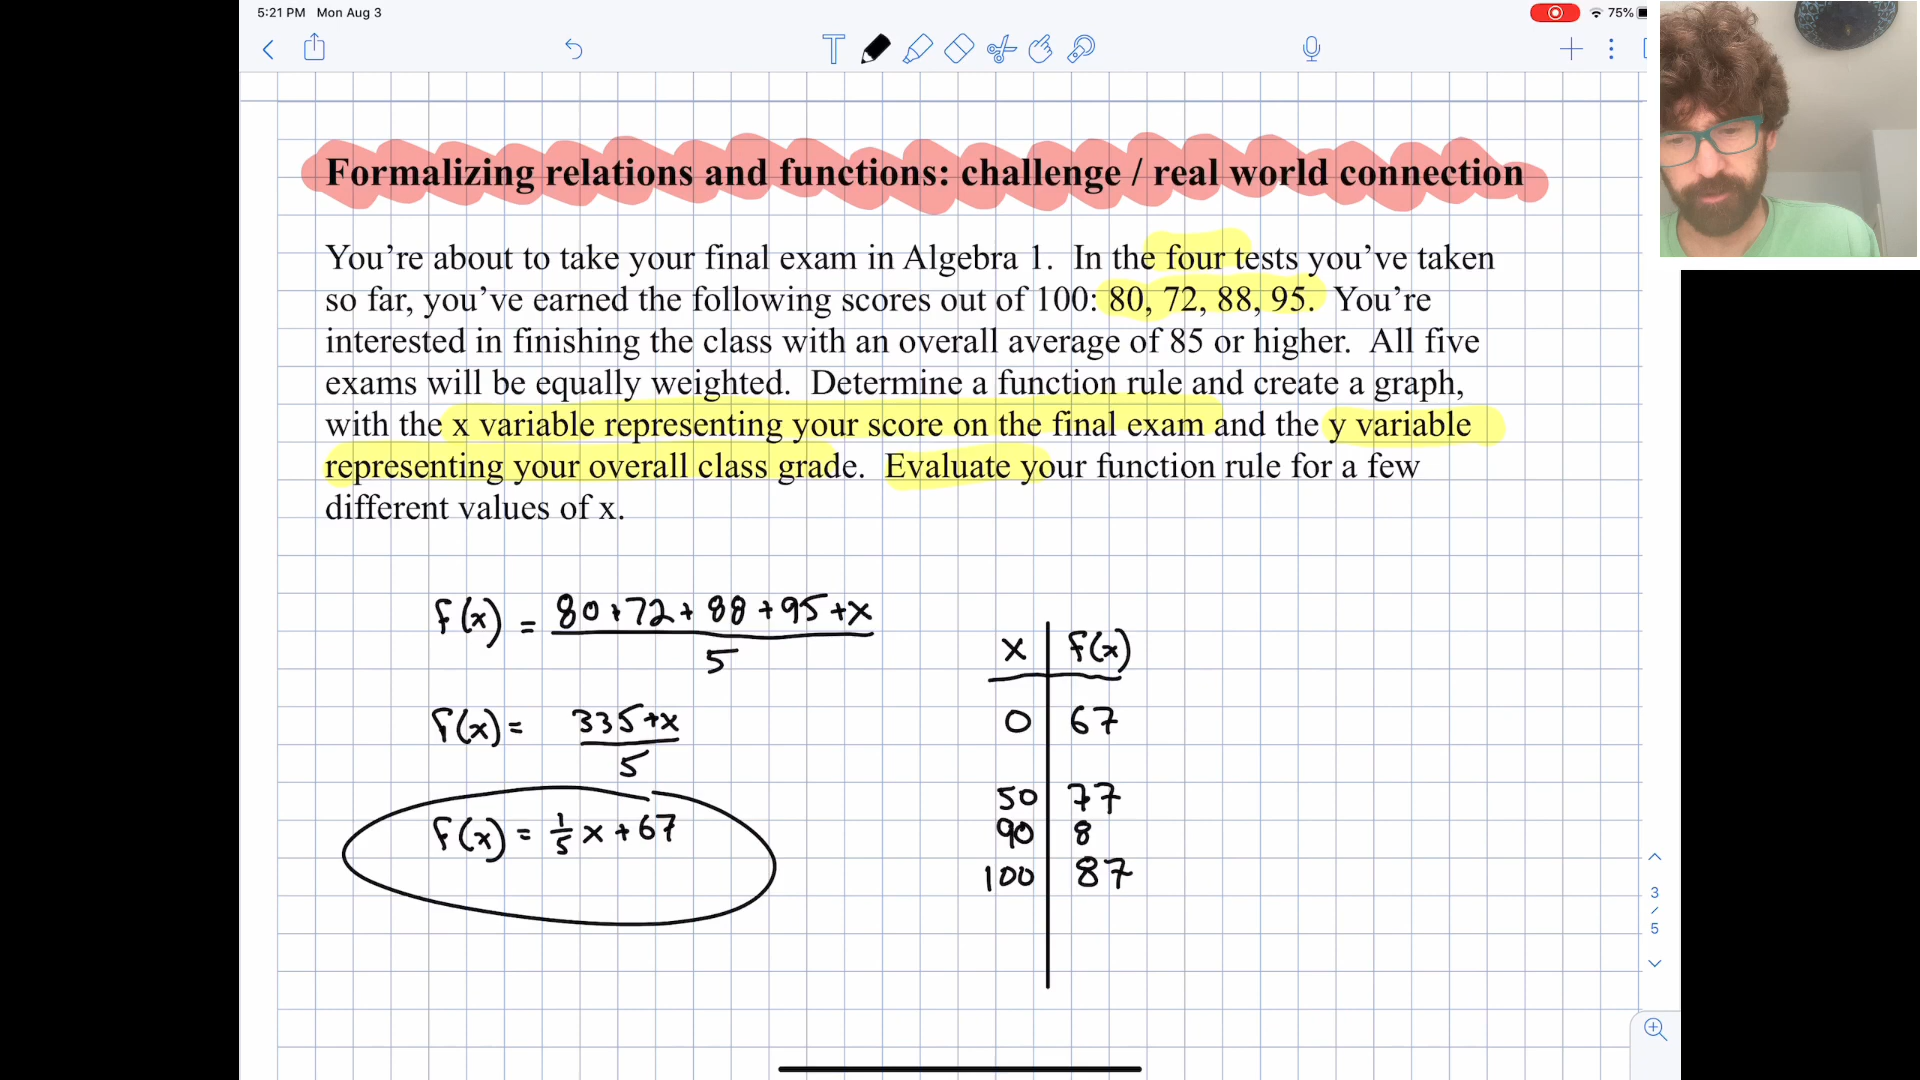 5:21 PM Mon Aug 3
75%
Formalizing relations and functions: challenge / real world connection
You're about to take your final exam in Algebra 1. In the four tests you've taken
so far, you've earned the following scores out of 100: 80, 72, 88, 95. You're
interested in finishing the class with an overall average of 85 or higher. All five
exams will be equally weighted. Determine a function rule and create a graph,
with the x variable representing your score on the final exam and the y variable
representing your overall class grade. Evaluate your function rule for a few
different values of x.
f(x) = 80+72+88+95+x
5
f(x) = 335+x
5
f(x) = 1/5 x + 67
x f(x)
0 67
50 77
90 8
100 87
3
/
5